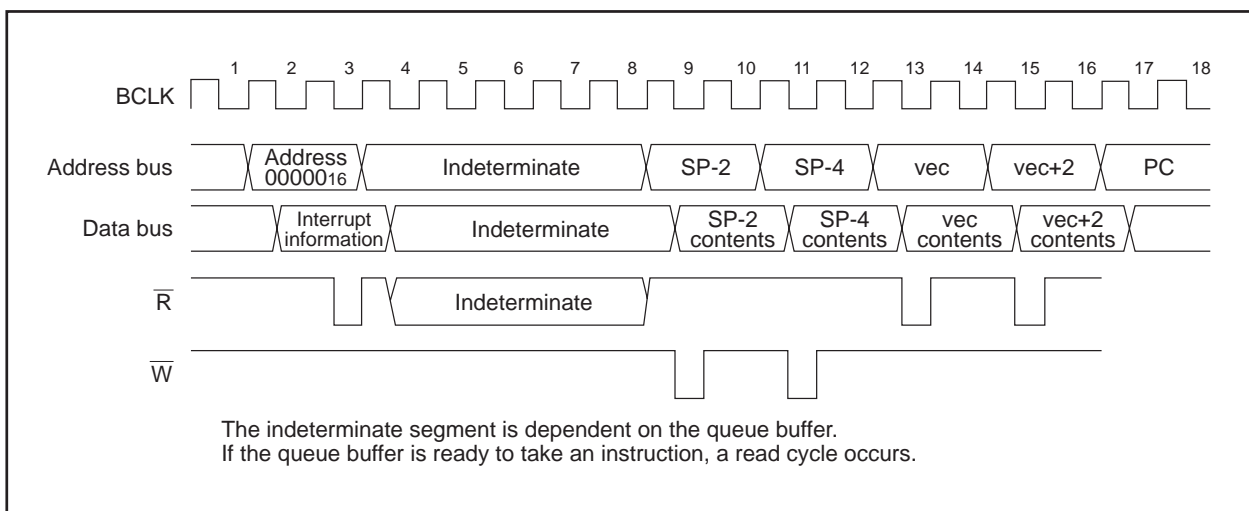 1 2 3 4 5 6 7 8 9 10 11 12 13 14 15 16 17 18
BCLK
Address bus
Address
000016
Indeterminate
SP-2
SP-4
vec
vec+2
PC
Data bus
Interrupt
information
Indeterminate
SP-2
contents
SP-4
contents
vec
contents
vec+2
contents
R
Indeterminate
W
The indeterminate segment is dependent on the queue buffer.
If the queue buffer is ready to take an instruction, a read cycle occurs.